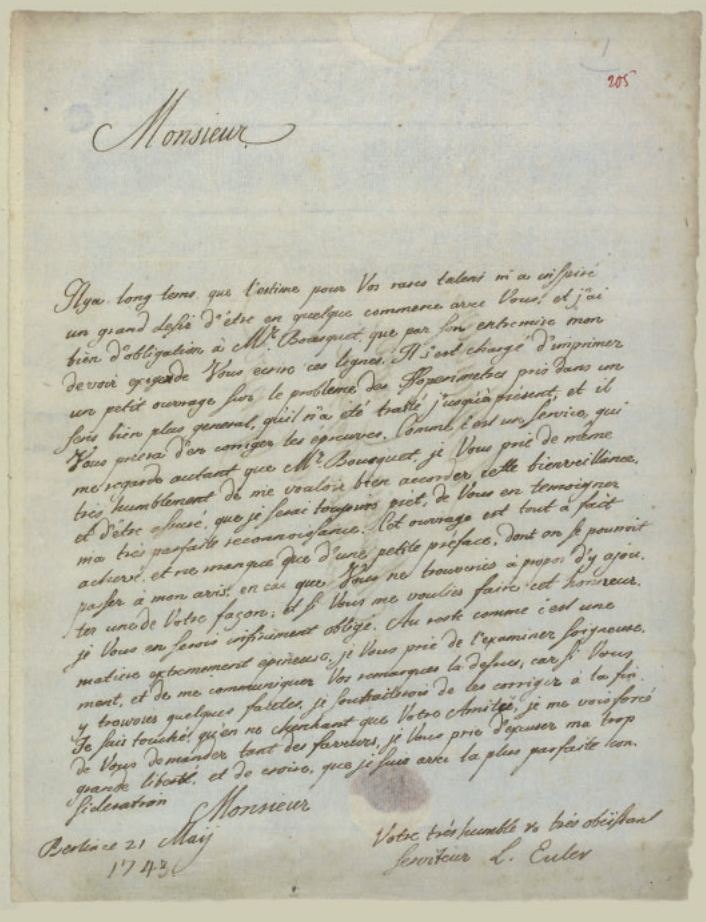 1
205
Monsieur
Il y a long tems que l'estime pour Vos rares talens m'a inspiré
un grand desir d'être en quelque commerce avec Vous, et j'ai
bien d'obligation à Mr. Bousquet, que par son entremise mon
devoir exige de Vous ecrire ces lignes. Il s'est chargé d'imprimer
un petit ouvrage sur le probleme des Isoperimetres pris dans un
sens bien plus general, qu'il n'a été traité jusqu'à présent, et il
Vous priera d'en corriger les épreuves. Comme c'est un service, qui
me regarde autant que Mr. Bousquet, je Vous prie de même
très humblement de me vouloir bien accorder cette bienveillance,
et d'être assuré, que je serai toujours prêt, de Vous en temoigner
ma très parfaite reconnoissance. Cet ouvrage est tout à fait
achevé, et ne manque que d'une petite préface, dont on se pourroit
passer à mon avis, en cas que Vous ne trouveriés à propos d'y ajou-
ter une de Votre façon; et si Vous me vouliés faire cet honneur,
je Vous en serois infiniment obligé. Au reste comme c'est une
matiere extremement epineuse, je Vous prie de l'examiner soigneuse-
ment, et de me communiquer Vos remarques la dessus, car si Vous
y trouverés quelques fautes, je souhaiterois de les corriger à la fin.
Je suis touché, qu'en ne cherchant que Votre Amitié, je me vois forcé
de Vous demander tant des faveurs, je Vous prie d'épauser ma trop
grande liberté, et de croire, que je suis avec la plus parfaite con-
sideration
Monsieur
Berlin ce 21 Maij
1743
Votre très humble & très obeïssant
serviteur L. Euler